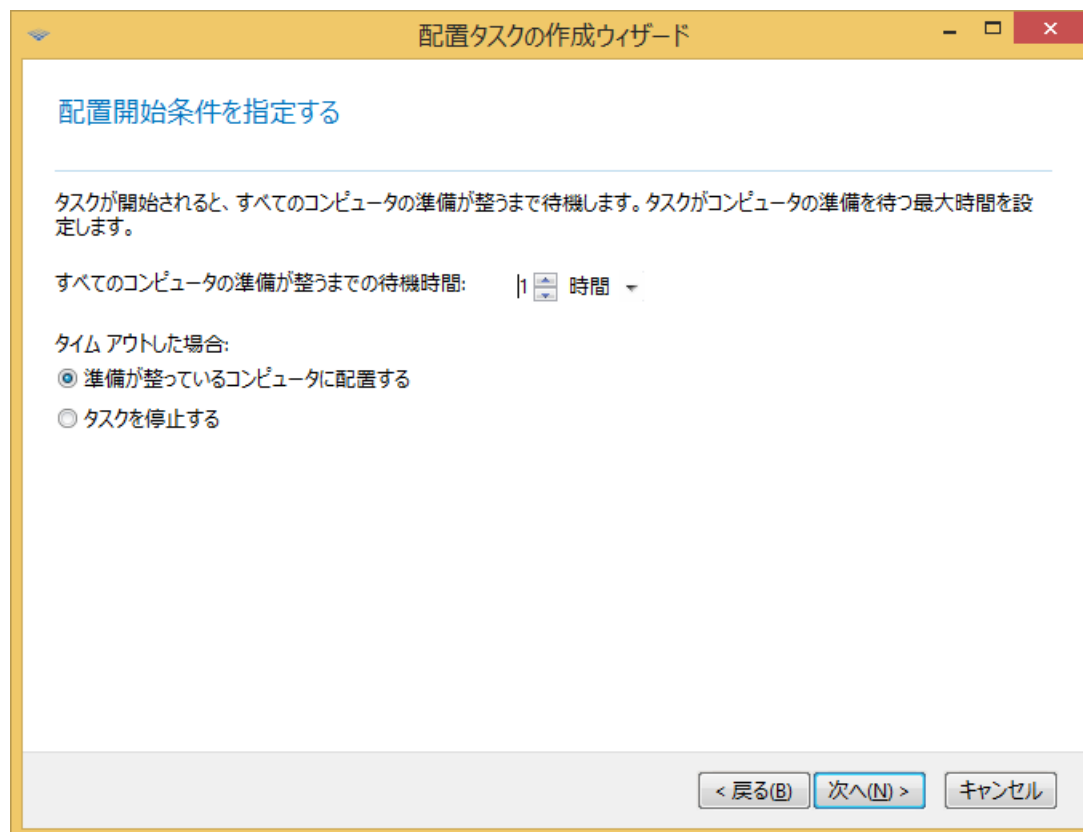 配置タスクの作成ウィザード
配置開始条件を指定する
タスクが開始されると、すべてのコンピュータの準備が整うまで待機します。タスクがコンピュータの準備を待つ最大時間を設
定します。
すべてのコンピュータの準備が整うまでの待機時間: 1 時間
タイム アウトした場合:
準備が整っているコンピュータに配置する
タスクを停止する
< 戻る(B) 次へ(N) > キャンセル